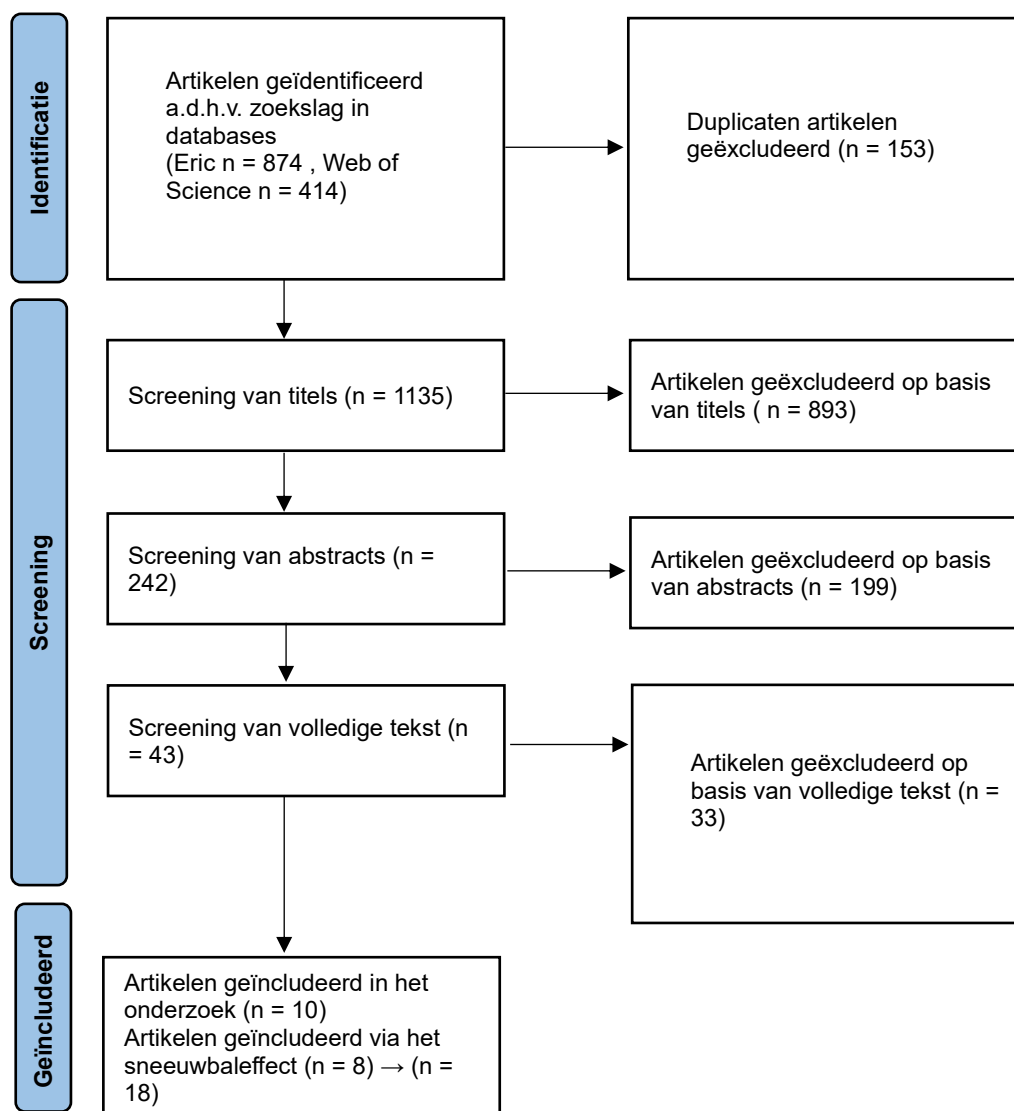 Identificatie
Artikelen geïdentificeerd
a.d.h.v. zoekslag in
databases
(Eric n = 874 , Web of
Science n = 414)
Duplicaten artikelen
geëxcludeerd (n = 153)
Screening
Screening van titels (n = 1135)
Artikelen geëxcludeerd op basis
van titels ( n = 893)
Screening van abstracts (n =
242)
Artikelen geëxcludeerd op basis
van abstracts (n = 199)
Screening van volledige tekst (n
= 43)
Artikelen geëxcludeerd op
basis van volledige tekst (n =
33)
Geïncludeerd
Artikelen geïncludeerd in het
onderzoek (n = 10)
Artikelen geïncludeerd via het
sneeuwbaleffect (n = 8) → (n =
18)